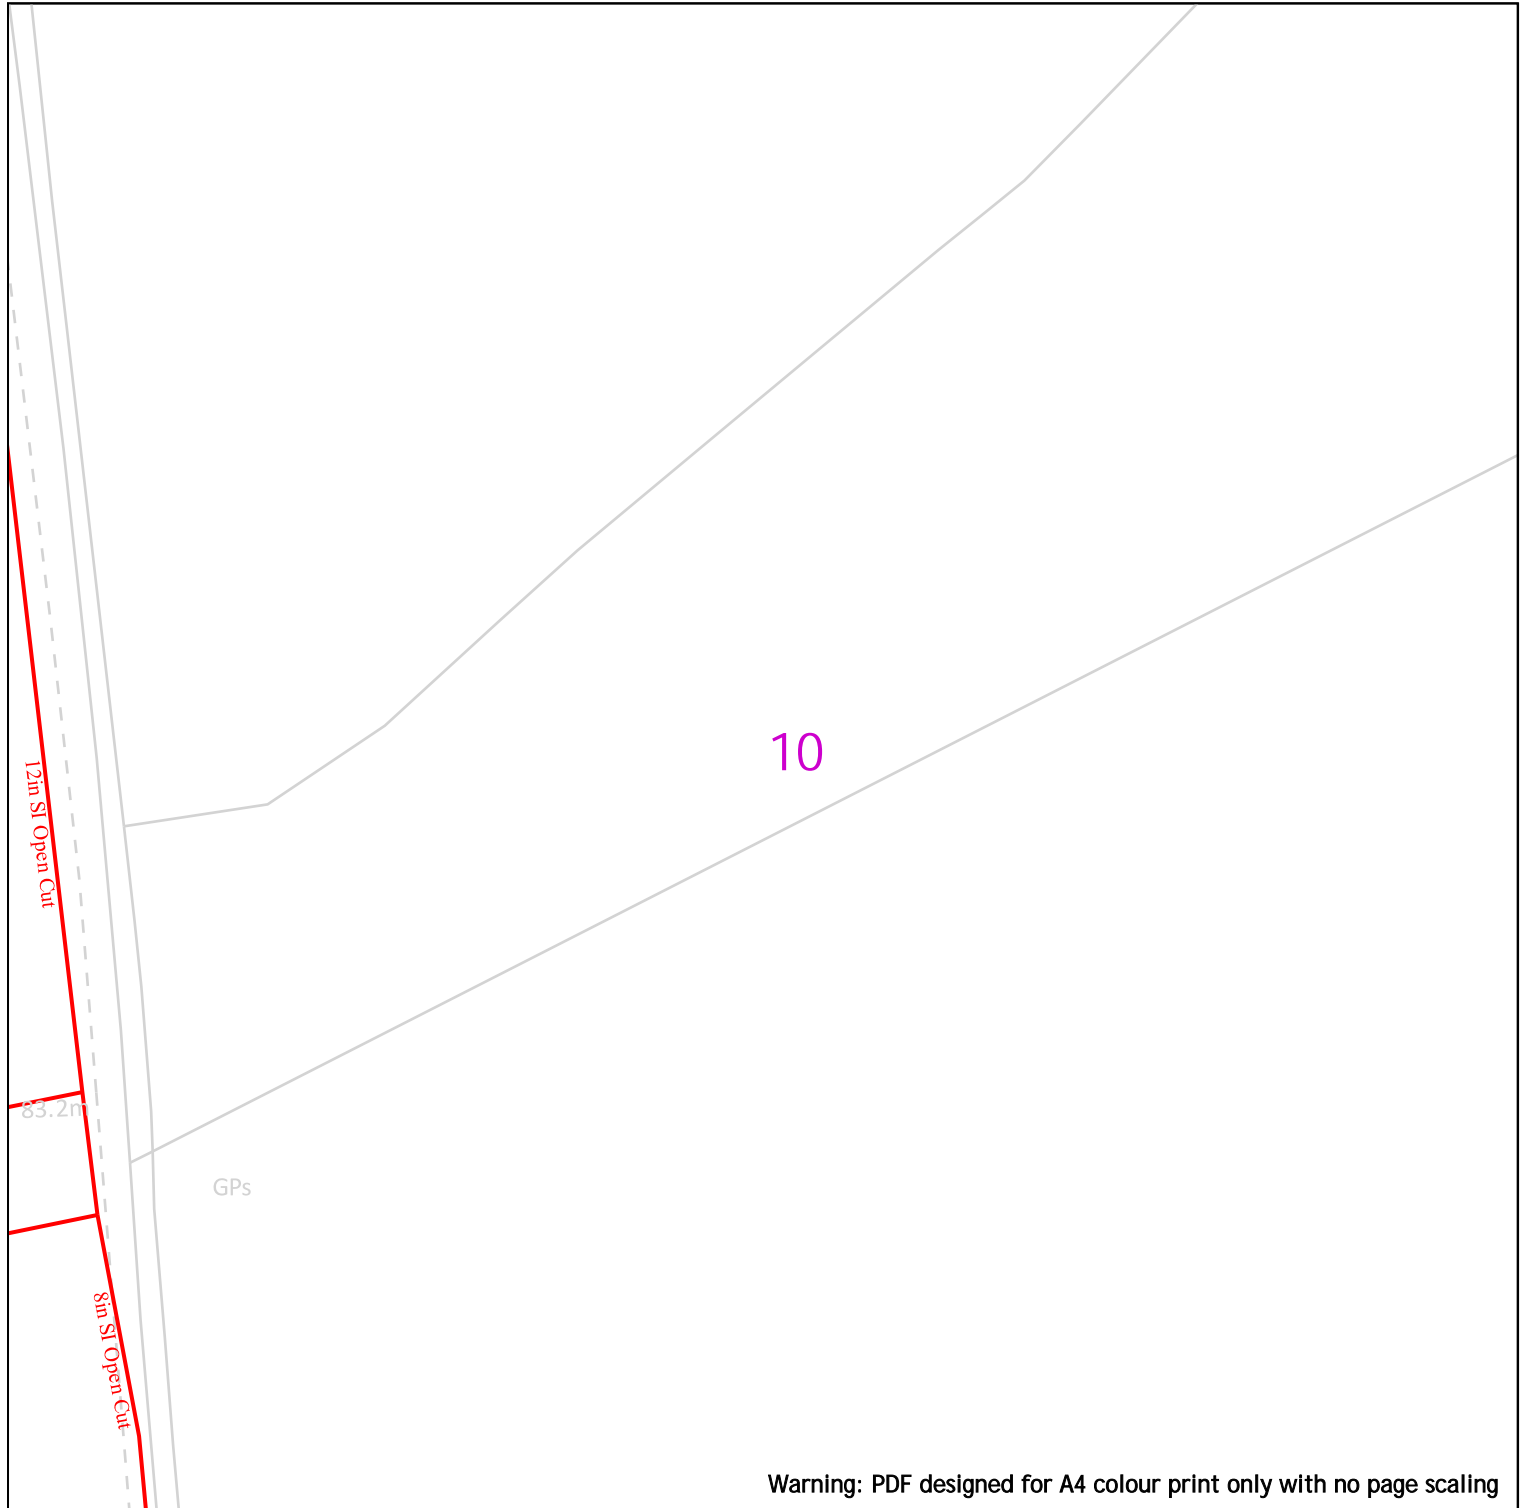 10
12in SI Open Cut
83.2m
GPs
8in SI Open Cut
Warning: PDF designed for A4 colour print only with no page scaling